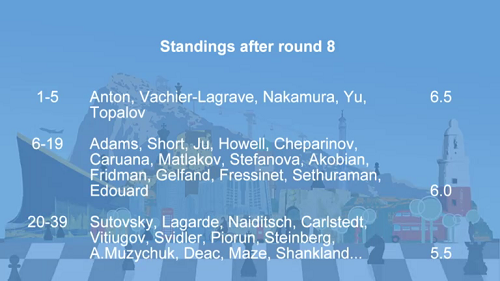 Standings after round 8
1-5 Anton, Vachier-Lagrave, Nakamura, Yu, 6.5
Topalov
6-19 Adams, Short, Ju, Howell, Cheparinov,
Caruana, Matlakov, Stefanova, Akobian,
Fridman, Gelfand, Fressinet, Sethuraman,
Edouard 6.0
20-39 Sutovsky, Lagarde, Naiditsch, Carlstedt,
Vitiugov, Svidler, Piorun, Steinberg,
A.Muzychuk, Deac, Maze, Shankland... 5.5